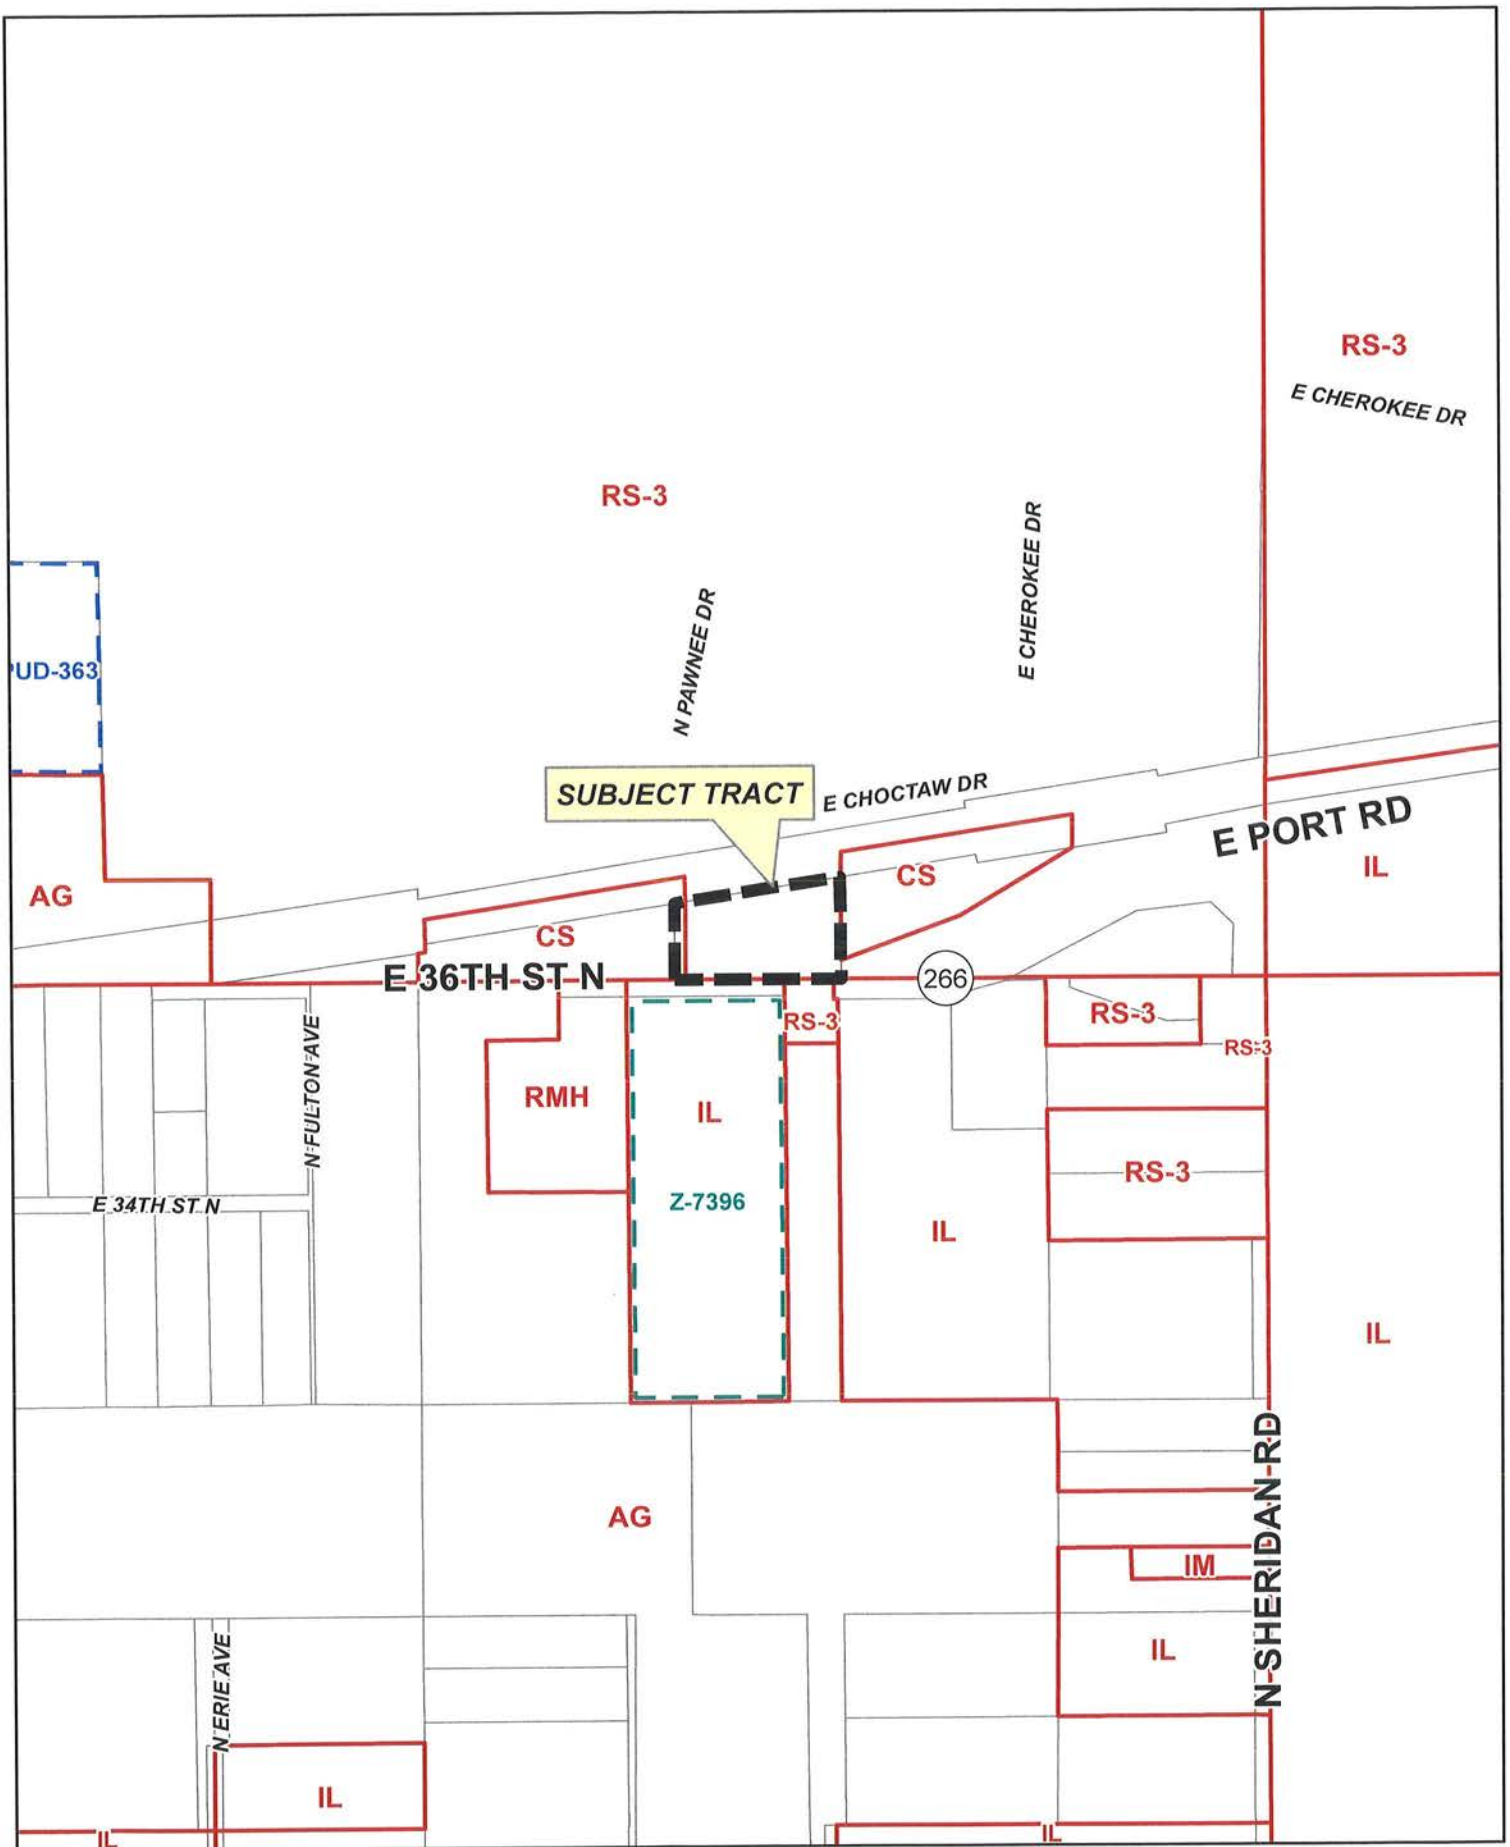 RS-3
E CHEROKEE DR
RS-3
E CHEROKEE DR
N PAWNEE DR
PUD-363
SUBJECT TRACT
E CHOCTAW DR
E PORT RD
AG
CS
IL
CS
E 36TH ST N
266
RS-3
RS-3
RS-3
N FULTON AVE
RMH
IL
RS-3
E 34TH ST N
Z-7396
IL
IL
N SHERIDAN RD
AG
IM
IL
N ERIE AVE
IL
IL
IL